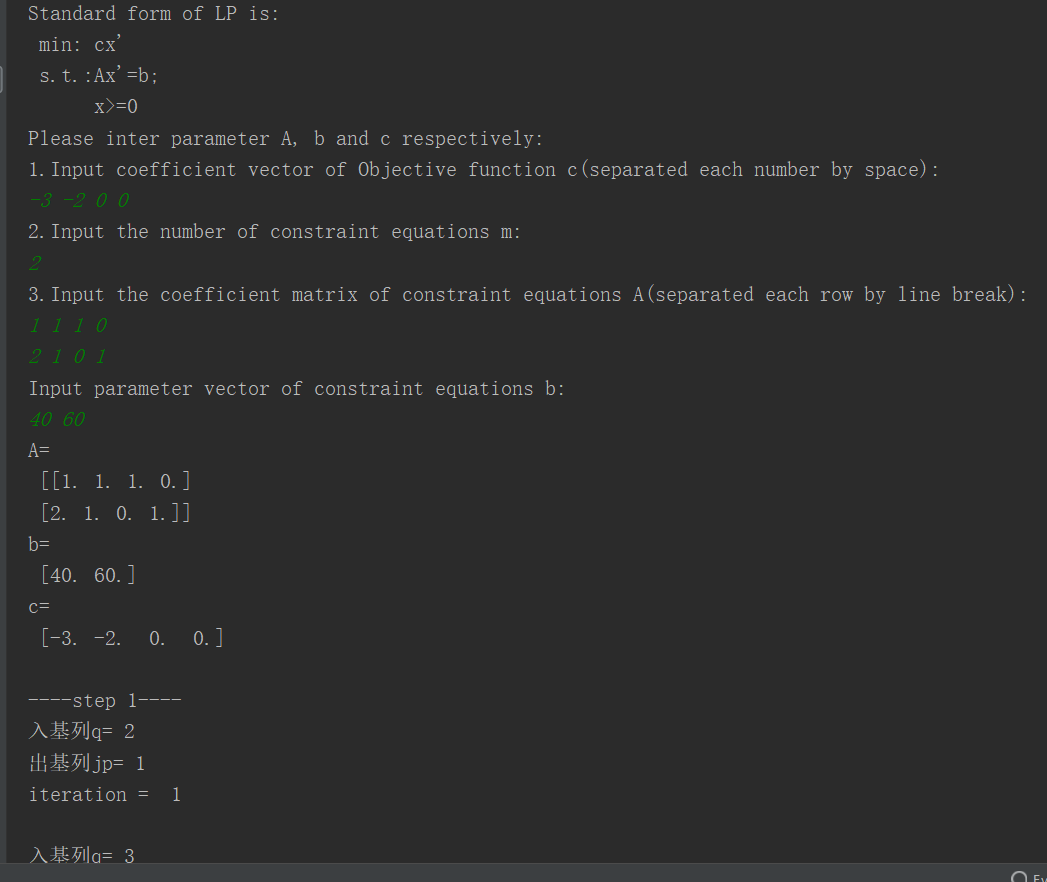 Standard form of LP is:
min: cx'
s.t.:Ax'=b;
x>=0
Please inter parameter A, b and c respectively:
1.Input coefficient vector of Objective function c(separated each number by space):
-3 -2 0 0
2.Input the number of constraint equations m:
2
3.Input the coefficient matrix of constraint equations A(separated each row by line break):
1 1 1 0
2 1 0 1
Input parameter vector of constraint equations b:
40 60
A=
[[1. 1. 1. 0.]
[2. 1. 0. 1.]]
b=
[40. 60.]
c=
[-3. -2.  0.  0.]
----step 1----
入基列q= 2
出基列jp= 1
iteration =  1
入基列q= 3